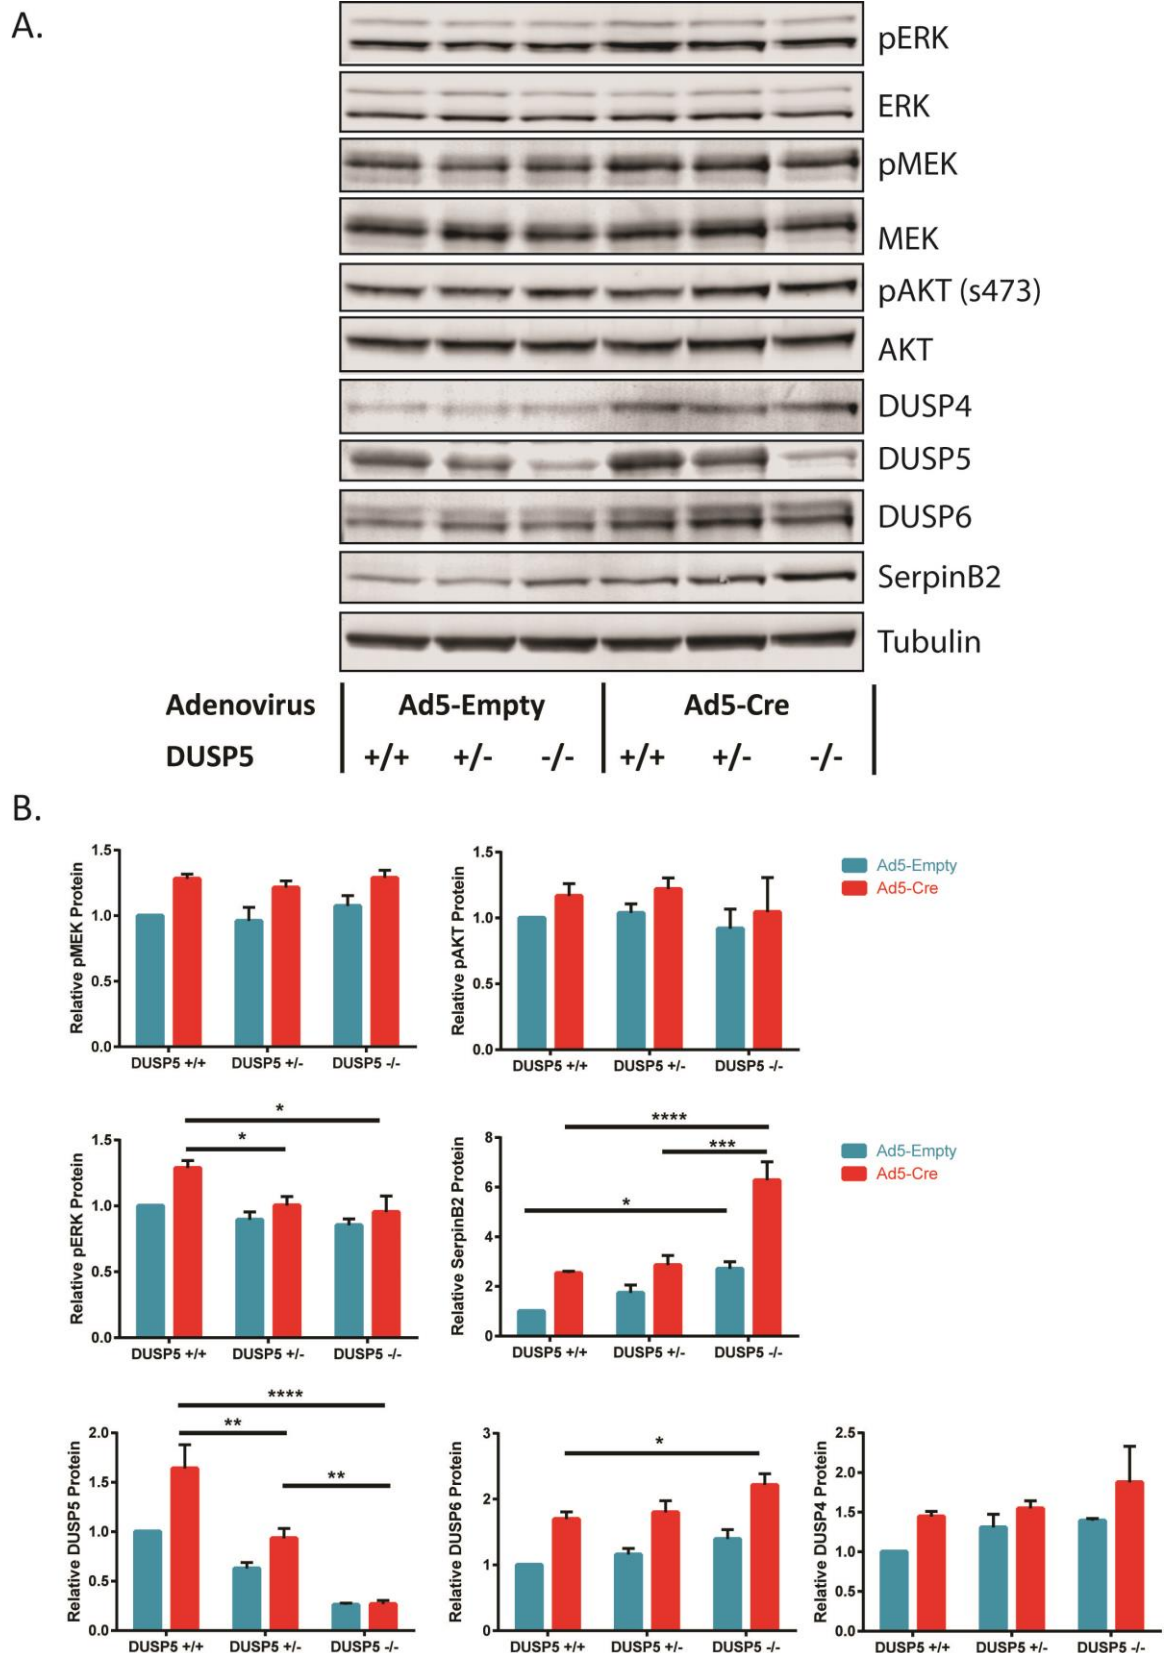 A.
pERK
ERK
pMEK
MEK
pAKT (s473)
AKT
DUSP4
DUSP5
DUSP6
SerpinB2
Tubulin
Adenovirus Ad5-Empty Ad5-Cre
DUSP5 +/+ +/- -/- +/+ +/- -/-
B.
Relative pMEK Protein
1.5
1.0
0.5
0.0
DUSP5 +/+ DUSP5 +/- DUSP5 -/-
Relative pAKT Protein
1.5
1.0
0.5
0.0
DUSP5 +/+ DUSP5 +/- DUSP5 -/-
Ad5-Empty
Ad5-Cre
Relative pERK Protein
1.5
1.0
0.5
0.0
*
*
DUSP5 +/+ DUSP5 +/- DUSP5 -/-
Relative SerpinB2 Protein
8
6
4
2
0
****
***
*
DUSP5 +/+ DUSP5 +/- DUSP5 -/-
Ad5-Empty
Ad5-Cre
Relative DUSP5 Protein
2.0
1.5
1.0
0.5
0.0
****
**
**
DUSP5 +/+ DUSP5 +/- DUSP5 -/-
Relative DUSP6 Protein
3
2
1
0
*
DUSP5 +/+ DUSP5 +/- DUSP5 -/-
Relative DUSP4 Protein
2.5
2.0
1.5
1.0
0.5
0.0
DUSP5 +/+ DUSP5 +/- DUSP5 -/-